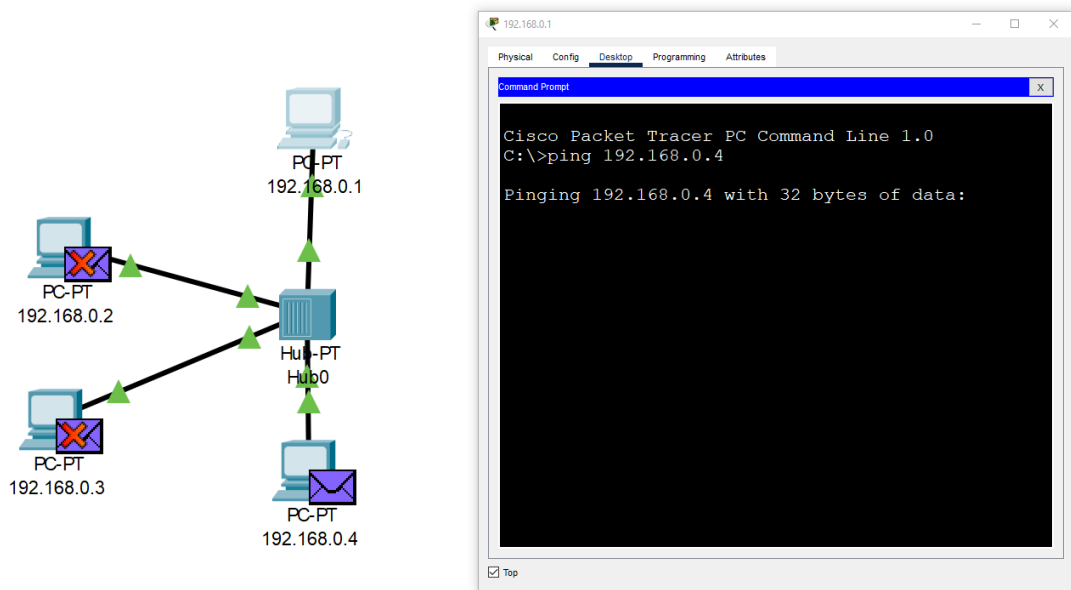 PC-PT
192.168.0.1
PC-PT
192.168.0.2
Hub-PT
Hub0
PC-PT
192.168.0.3
PC-PT
192.168.0.4
192.168.0.1
Physical Config Desktop Programming Attributes
Command Prompt
X
Cisco Packet Tracer PC Command Line 1.0
C:\>ping 192.168.0.4
Pinging 192.168.0.4 with 32 bytes of data:
Top